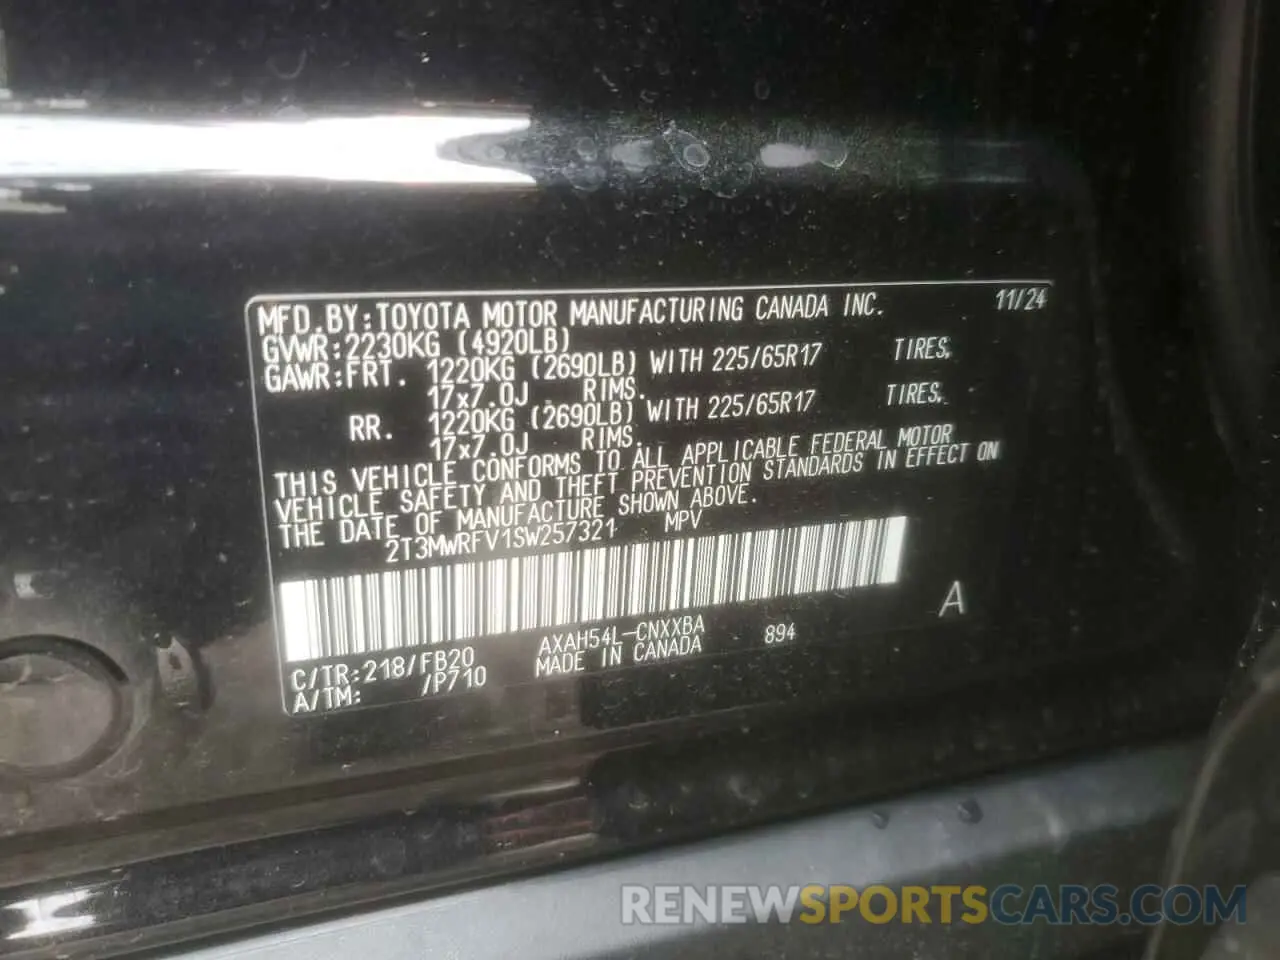 MFD.BY:TOYOTA MOTOR MANUFACTURING CANADA INC. 11/24
GVWR:2230KG (4920LB)
GAWR:FRT. 1220KG (2690LB) WITH 225/65R17 TIRES,
17x7.0J RIMS.
RR. 1220KG (2690LB) WITH 225/65R17 TIRES,
17x7.0J RIMS.
THIS VEHICLE CONFORMS TO ALL APPLICABLE FEDERAL MOTOR
VEHICLE SAFETY AND THEFT PREVENTION STANDARDS IN EFFECT ON
THE DATE OF MANUFACTURE SHOWN ABOVE.
2T3MWRFV1SW257321 MPV
A
C/TR:218/FB20 AXAH54L-CNXXBA 894
A/TM: /P710 MADE IN CANADA
RENEWSPORTSCARS.COM